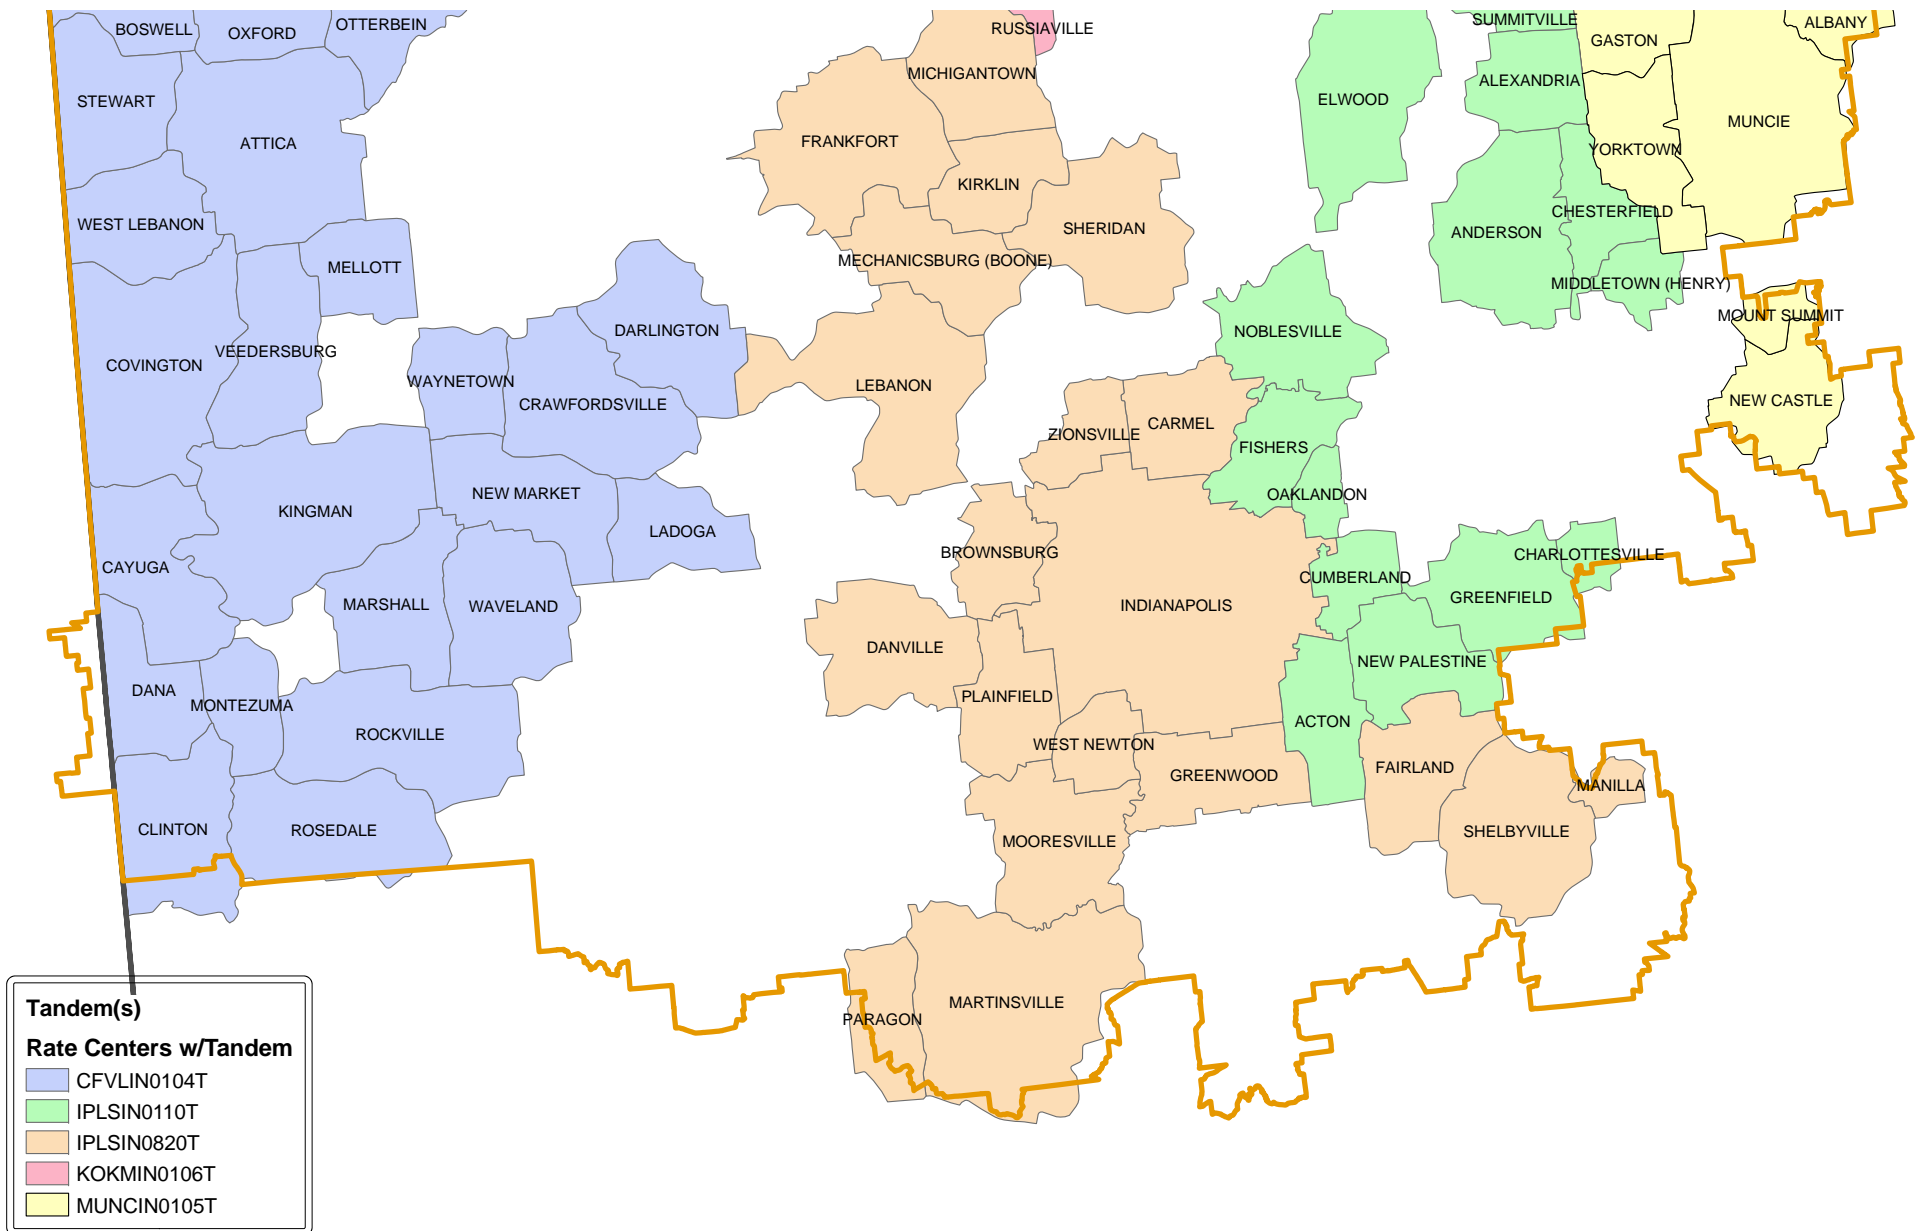 BOSWELL
OXFORD
OTTERBEIN
RUSSIAVILLE
SUMMITVILLE
ALBANY
GASTON
STEWART
MICHIGANTOWN
ELWOOD
ALEXANDRIA
MUNCIE
ATTICA
FRANKFORT
YORKTOWN
KIRKLIN
WEST LEBANON
SHERIDAN
CHESTERFIELD
ANDERSON
MELLOTT
MECHANICSBURG (BOONE)
MIDDLETOWN (HENRY)
MOUNT SUMMIT
DARLINGTON
NOBLESVILLE
COVINGTON
VEEDERSBURG
WAYNETOWN
LEBANON
CRAWFORDSVILLE
NEW CASTLE
ZIONSVILLE
CARMEL
FISHERS
NEW MARKET
OAKLANDON
KINGMAN
LADOGA
BROWNSBURG
CHARLOTTESVILLE
CAYUGA
CUMBERLAND
MARSHALL
WAVELAND
INDIANAPOLIS
GREENFIELD
DANVILLE
NEW PALESTINE
DANA
MONTEZUMA
PLAINFIELD
ACTON
ROCKVILLE
WEST NEWTON
GREENWOOD
FAIRLAND
MANILLA
CLINTON
ROSEDALE
MOORESVILLE
SHELBYVILLE
MARTINSVILLE
PARAGON
Tandem(s)
Rate Centers w/Tandem
CFVLIN0104T
IPLSIN0110T
IPLSIN0820T
KOKMIN0106T
MUNCIN0105T